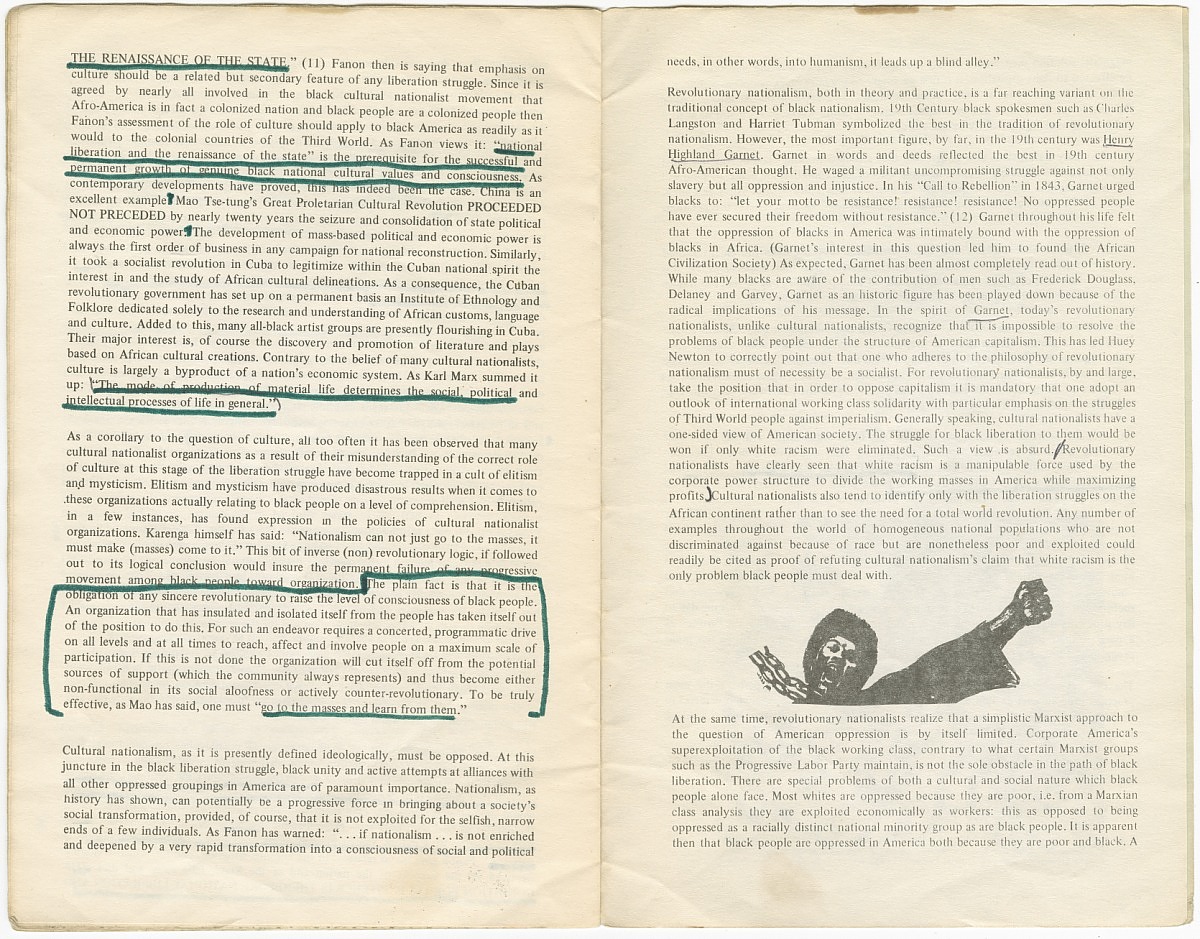 THE RENAISSANCE OF THE STATE." (11) Fanon then is saying that emphasis on
culture should be a related but secondary feature of any liberation struggle. Since it is
agreed by nearly all involved in the black cultural nationalist movement that
Afro-America is in fact a colonized nation and black people are a colonized people then
Fanon's assessment of the role of culture should apply to black America as readily as it
would to the colonial countries of the Third World. As Fanon views it: "national
liberation and the renaissance of the state" is the prerequisite for the successful and
permanent growth of genuine black national cultural values and consciousness. As
contemporary developments have proved, this has indeed been the case. China is an
excellent example Mao Tse-tung's Great Proletarian Cultural Revolution PROCEEDED
NOT PRECEDED by nearly twenty years the seizure and consolidation of state political
and economic power. The development of mass-based political and economic power is
always the first order of business in any campaign for national reconstruction. Similarly,
it took a socialist revolution in Cuba to legitimize within the Cuban national spirit the
interest in and the study of African cultural delineations. As a consequence, the Cuban
revolutionary government has set up on a permanent basis an Institute of Ethnology and
Folklore dedicated solely to the research and understanding of African customs, language
and culture. Added to this, many all-black artist groups are presently flourishing in Cuba.
Their major interest is, of course the discovery and promotion of literature and plays
based on African cultural creations. Contrary to the belief of many cultural nationalists,
culture is largely a byproduct of a nation's economic system. As Karl Marx summed it
up: ("The mode of production of material life determines the social, political and
intellectual processes of life in general.")
As a corollary to the question of culture, all too often it has been observed that many
cultural nationalist organizations as a result of their misunderstanding of the correct role
of culture at this stage of the liberation struggle have become trapped in a cult of elitism
and mysticism. Elitism and mysticism have produced disastrous results when it comes to
these organizations actually relating to black people on a level of comprehension. Elitism,
in a few instances, has found expression in the policies of cultural nationalist
organizations. Karenga himself has said: "Nationalism can not just go to the masses, it
must make (masses) come to it." This bit of inverse (non) revolutionary logic, if followed
out to its logical conclusion would insure the permanent failure of any progressive
movement among black people toward organization. The plain fact is that it is the
obligation of any sincere revolutionary to raise the level of consciousness of black people.
An organization that has insulated and isolated itself from the people has taken itself out
of the position to do this. For such an endeavor requires a concerted, programmatic drive
on all levels and at all times to reach, affect and involve people on a maximum scale of
participation. If this is not done the organization will cut itself off from the potential
sources of support (which the community always represents) and thus become either
non-functional in its social aloofness or actively counter-revolutionary. To be truly
effective, as Mao has said, one must "go to the masses and learn from them."
Cultural nationalism, as it is presently defined ideologically, must be opposed. At this
juncture in the black liberation struggle, black unity and active attempts at alliances with
all other oppressed groupings in America are of paramount importance. Nationalism, as
history has shown, can potentially be a progressive force in bringing about a society's
social transformation, provided, of course, that it is not exploited for the selfish, narrow
ends of a few individuals. As Fanon has warned: ". . . if nationalism . . . is not enriched
and deepened by a very rapid transformation into a consciousness of social and political
needs, in other words, into humanism, it leads up a blind alley."
Revolutionary nationalism, both in theory and practice, is a far reaching variant on the
traditional concept of black nationalism. 19th Century black spokesmen such as Charles
Langston and Harriet Tubman symbolized the best in the tradition of revolutionary
nationalism. However, the most important figure, by far, in the 19th century was Henry
Highland Garnet. Garnet in words and deeds reflected the best in 19th century
Afro-American thought. He waged a militant uncompromising struggle against not only
slavery but all oppression and injustice. In his "Call to Rebellion" in 1843, Garnet urged
blacks to: "let your motto be resistance! resistance! resistance! No oppressed people
have ever secured their freedom without resistance." (12) Garnet throughout his life felt
that the oppression of blacks in America was intimately bound with the oppression of
blacks in Africa. (Garnet's interest in this question led him to found the African
Civilization Society) As expected, Garnet has been almost completely read out of history.
While many blacks are aware of the contribution of men such as Frederick Douglass,
Delaney and Garvey, Garnet as an historic figure has been played down because of the
radical implications of his message. In the spirit of Garnet, today's revolutionary
nationalists, unlike cultural nationalists, recognize that it is impossible to resolve the
problems of black people under the structure of American capitalism. This has led Huey
Newton to correctly point out that one who adheres to the philosophy of revolutionary
nationalism must of necessity be a socialist. For revolutionary nationalists, by and large,
take the position that in order to oppose capitalism it is mandatory that one adopt an
outlook of international working class solidarity with particular emphasis on the struggles
of Third World people against imperialism. Generally speaking, cultural nationalists have a
one-sided view of American society. The struggle for black liberation to them would be
won if only white racism were eliminated. Such a view is absurd. Revolutionary
nationalists have clearly seen that white racism is a manipulable force used by the
corporate power structure to divide the working masses in America while maximizing
profits. Cultural nationalists also tend to identify only with the liberation struggles on the
African continent rather than to see the need for a total world revolution. Any number of
examples throughout the world of homogeneous national populations who are not
discriminated against because of race but are nonetheless poor and exploited could
readily be cited as proof of refuting cultural nationalism's claim that white racism is the
only problem black people must deal with.
At the same time, revolutionary nationalists realize that a simplistic Marxist approach to
the question of American oppression is by itself limited. Corporate America's
superexploitation of the black working class, contrary to what certain Marxist groups
such as the Progressive Labor Party maintain, is not the sole obstacle in the path of black
liberation. There are special problems of both a cultural and social nature which black
people alone face. Most whites are oppressed because they are poor, i.e. from a Marxian
class analysis they are exploited economically as workers: this as opposed to being
oppressed as a racially distinct national minority group as are black people. It is apparent
then that black people are oppressed in America both because they are poor and black. A